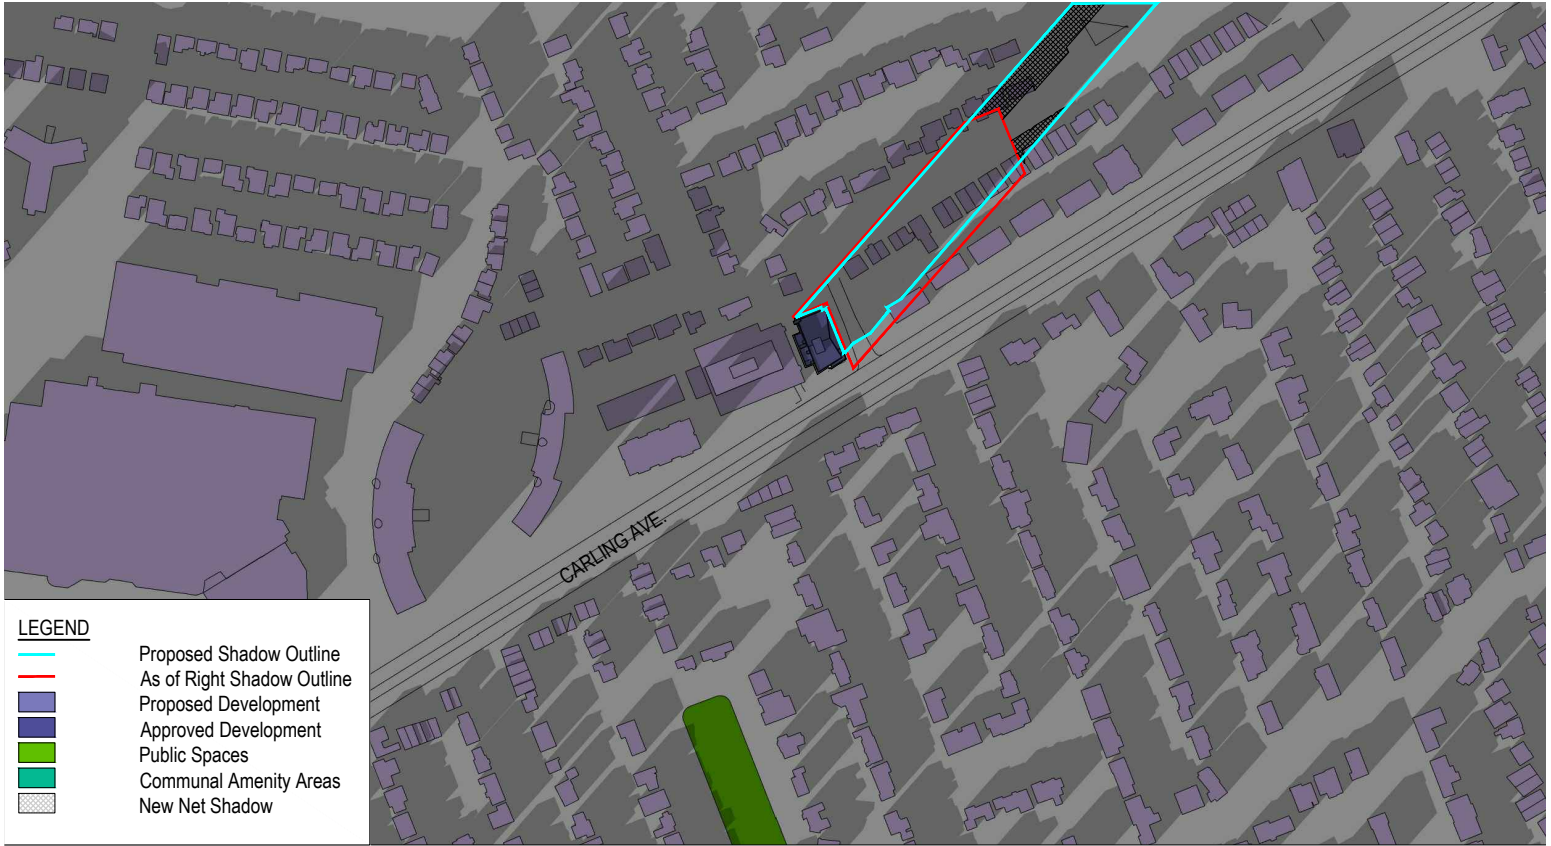 CARLING AVE.
LEGEND
Proposed Shadow Outline
As of Right Shadow Outline
Proposed Development
Approved Development
Public Spaces
Communal Amenity Areas
New Net Shadow